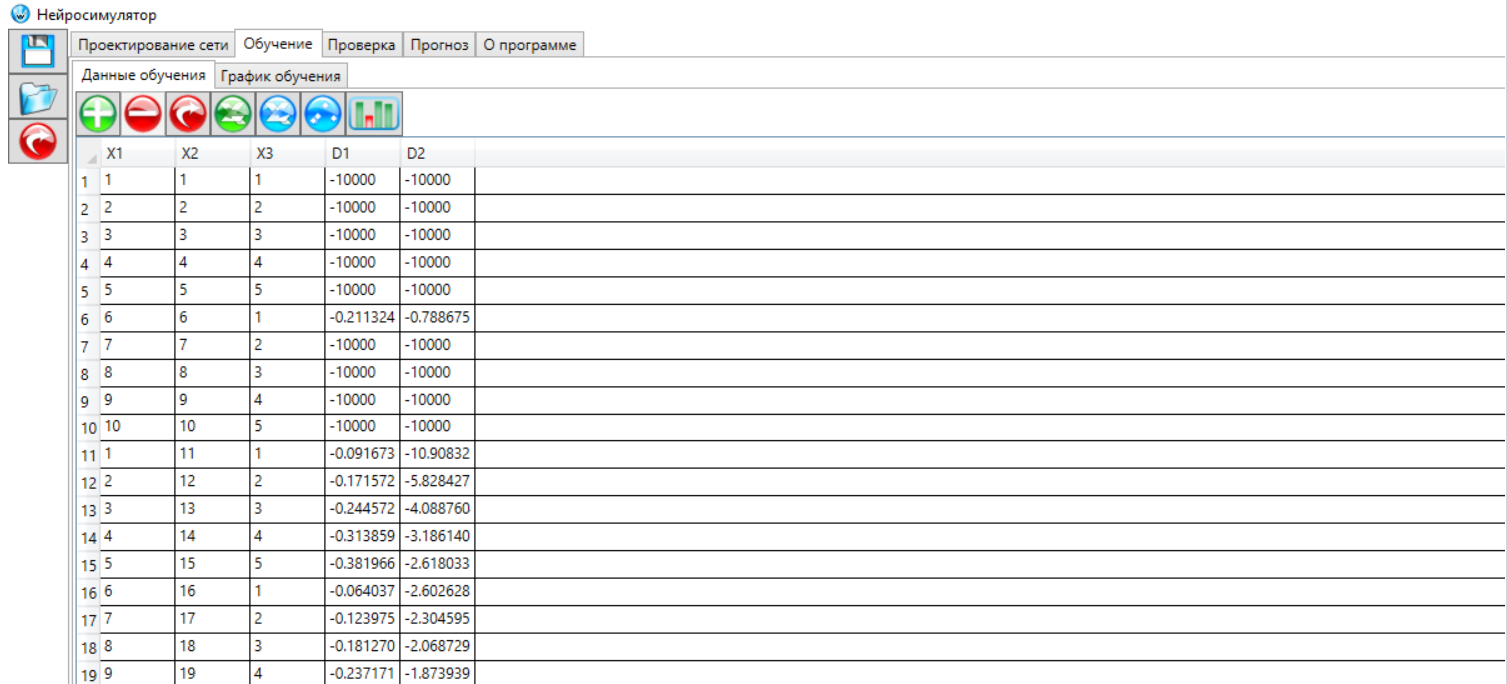 Нейросимулятор
Проектирование сети Обучение Проверка Прогноз О программе
Данные обучения График обучения
X1 X2 X3 D1 D2
1 1 1 1 -10000 -10000
2 2 2 2 -10000 -10000
3 3 3 3 -10000 -10000
4 4 4 4 -10000 -10000
5 5 5 5 -10000 -10000
6 6 6 1 -0.211324 -0.788675
7 7 7 2 -10000 -10000
8 8 8 3 -10000 -10000
9 9 9 4 -10000 -10000
10 10 10 5 -10000 -10000
11 1 11 1 -0.091673 -10.90832
12 2 12 2 -0.171572 -5.828427
13 3 13 3 -0.244572 -4.088760
14 4 14 4 -0.313859 -3.186140
15 5 15 5 -0.381966 -2.618033
16 6 16 1 -0.064037 -2.602628
17 7 17 2 -0.123975 -2.304595
18 8 18 3 -0.181270 -2.068729
19 9 19 4 -0.237171 -1.873939